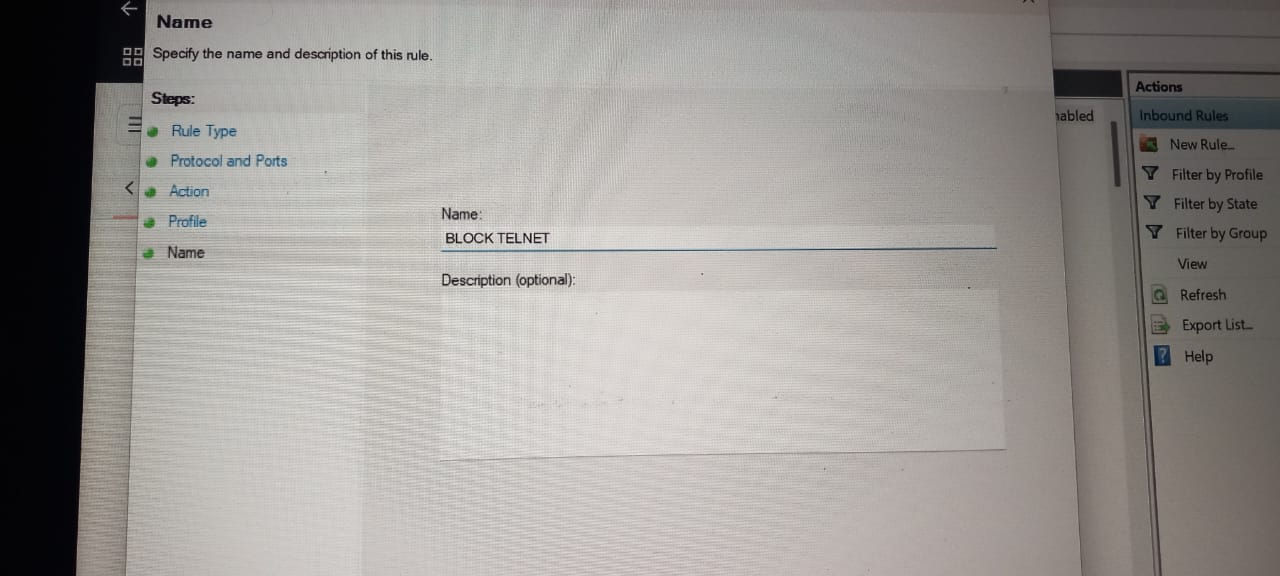 Name
Specify the name and description of this rule.
Steps:
Rule Type
Protocol and Ports
Action
Profile
Name
Name:
BLOCK TELNET
Description (optional):
nabled
Actions
Inbound Rules
New Rule...
Filter by Profile
Filter by State
Filter by Group
View
Refresh
Export List...
Help